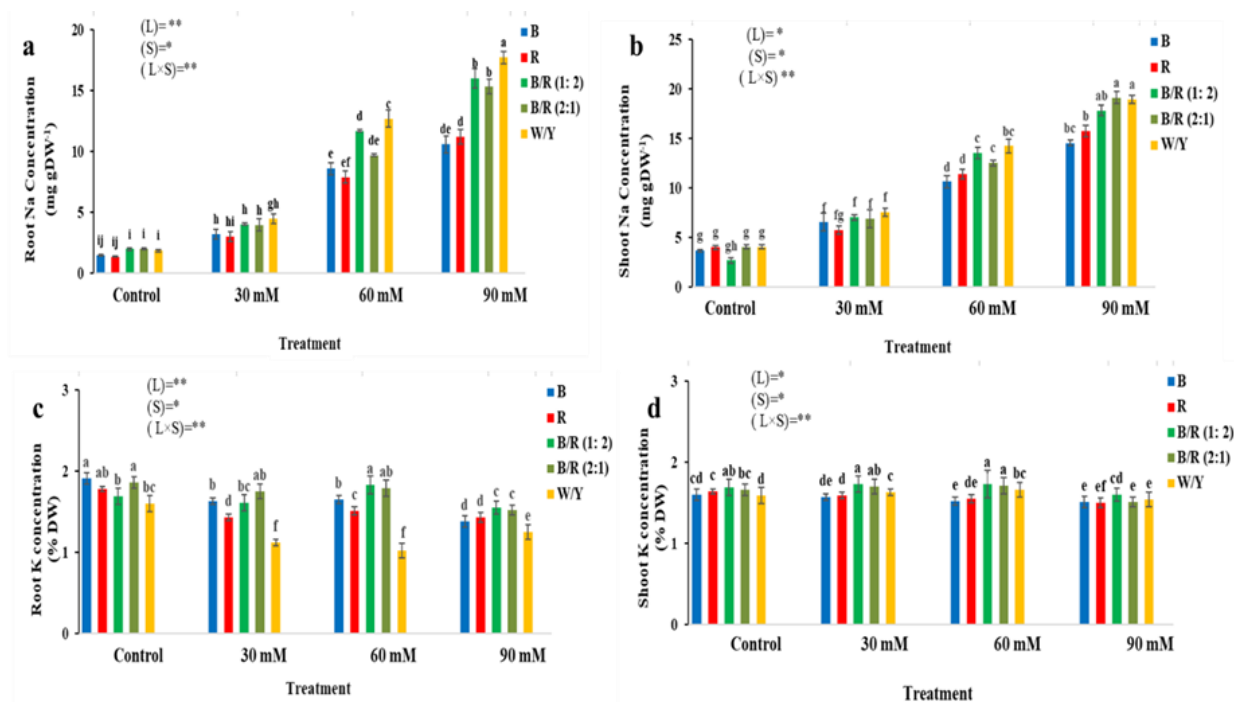 a
(L)= **
(S)=*
( L×S)=**
B
R
B/R (1: 2)
B/R (2:1)
W/Y
Root Na Concentration
(mg gDW⁻¹)
20
15
10
5
0
ij ij i i i
h hi h h gh
e ef d de c
de d b b a
Control 30 mM 60 mM 90 mM
Treatment
b
(L)= *
(S)= *
( L×S) **
B
R
B/R (1: 2)
B/R (2:1)
W/Y
Shoot Na Concentration
(mg gDW⁻¹)
25
20
15
10
5
0
g g gh g g
f fg f f f
d d c c bc
bc b ab a a
Control 30 mM 60 mM 90 mM
Treatment
c
(L)=**
(S)=*
( L×S)=**
B
R
B/R (1: 2)
B/R (2:1)
W/Y
Root K concentration
(% DW)
3
2
1
0
a ab b a bc
b d bc ab f
b c a ab f
d d c c e
Control 30 mM 60 mM 90 mM
Treatment
d
(L)=*
(S)=*
( L×S)=**
B
R
B/R (1: 2)
B/R (2:1)
W/Y
Shoot K concentration
(% DW)
3
2
1
0
cd c ab bc d
de de a ab c
e de a a bc
e ef cd e e
Control 30 mM 60 mM 90 mM
Treatment